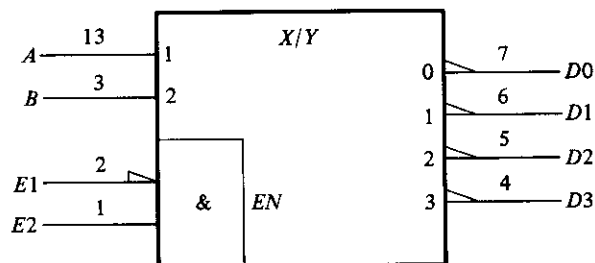 X/Y
A 13 1
B 3 2
E1 2
E2 1
& EN
0 7 D0
1 6 D1
2 5 D2
3 4 D3